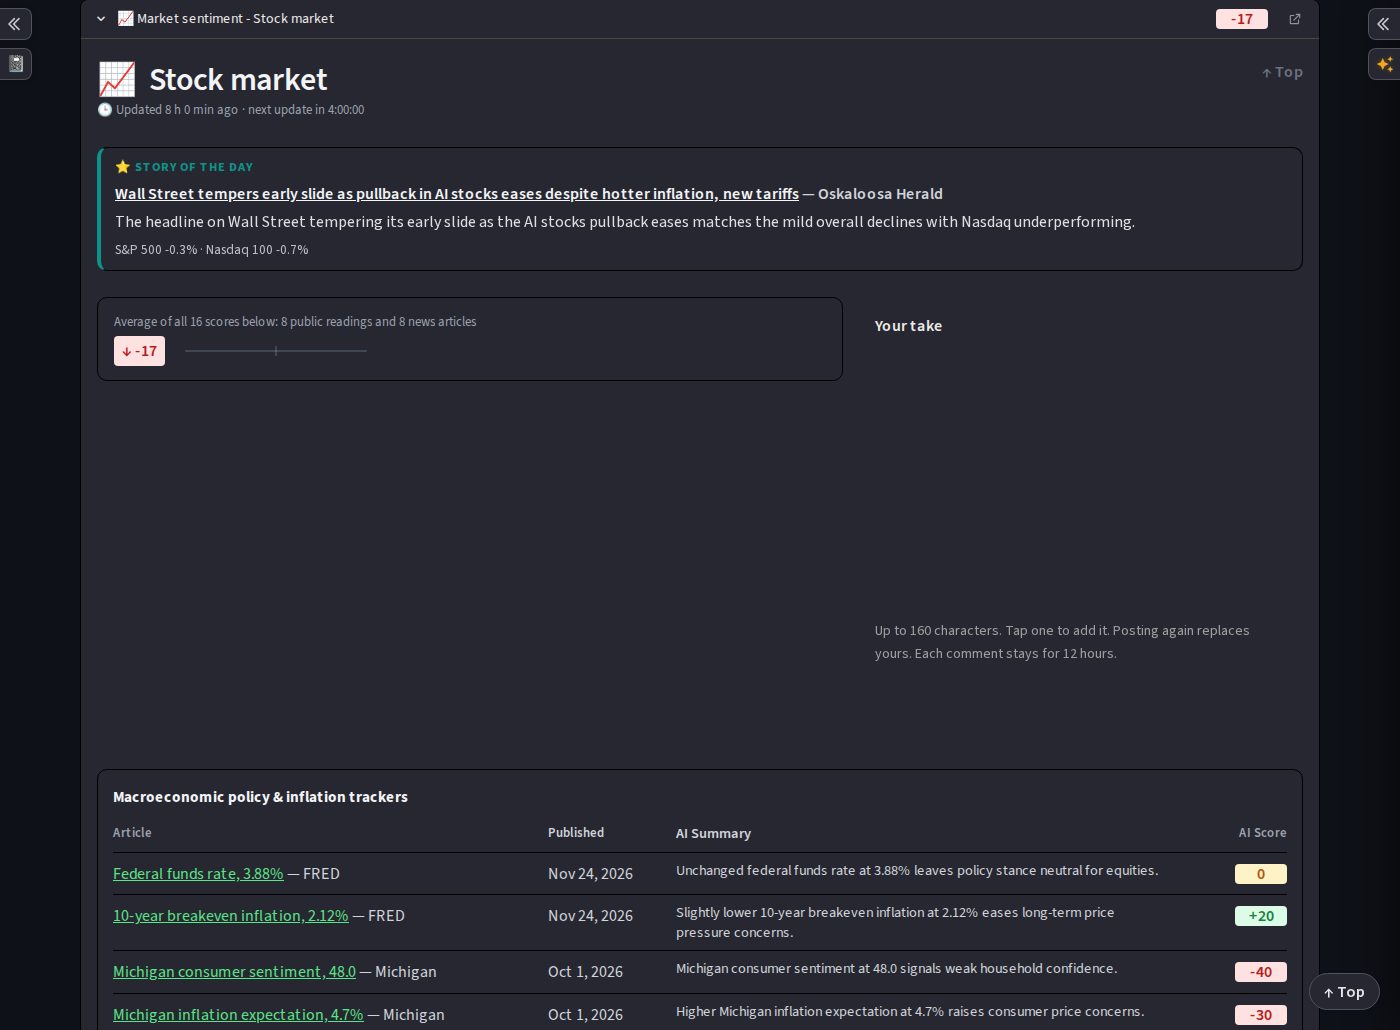 Market sentiment - Stock market
-17
Stock market
↑ Top
Updated 8 h 0 min ago · next update in 4:00:00
STORY OF THE DAY
Wall Street tempers early slide as pullback in AI stocks eases despite hotter inflation, new tariffs — Oskaloosa Herald
The headline on Wall Street tempering its early slide as the AI stocks pullback eases matches the mild overall declines with Nasdaq underperforming.
S&P 500 -0.3% · Nasdaq 100 -0.7%
Average of all 16 scores below: 8 public readings and 8 news articles
↓ -17
Your take
Up to 160 characters. Tap one to add it. Posting again replaces
yours. Each comment stays for 12 hours.
Macroeconomic policy & inflation trackers
Article Published AI Summary AI Score
Federal funds rate, 3.88% — FRED Nov 24, 2026 Unchanged federal funds rate at 3.88% leaves policy stance neutral for equities. 0
10-year breakeven inflation, 2.12% — FRED Nov 24, 2026 Slightly lower 10-year breakeven inflation at 2.12% eases long-term price +20
pressure concerns.
Michigan consumer sentiment, 48.0 — Michigan Oct 1, 2026 Michigan consumer sentiment at 48.0 signals weak household confidence. -40
Michigan inflation expectation, 4.7% — Michigan Oct 1, 2026 Higher Michigan inflation expectation at 4.7% raises consumer price concerns. -30
↑ Top